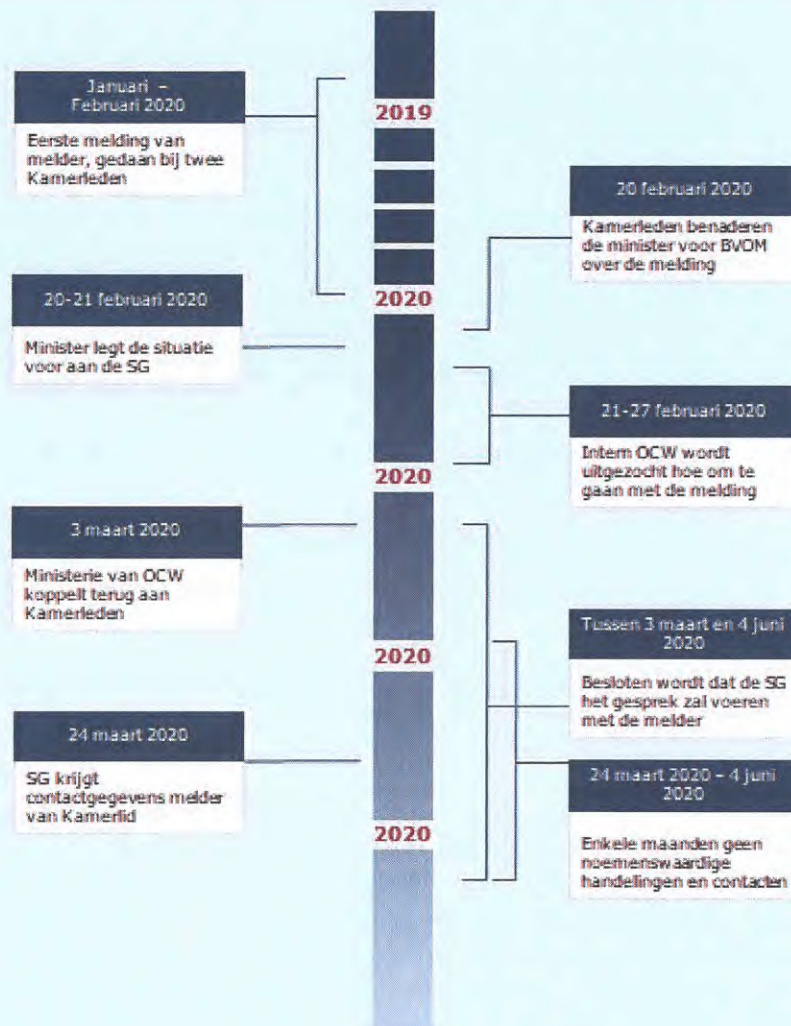 Januari –
Februari 2020
Eerste melding van
melder, gedaan bij twee
Kamerleden
2019
20 februari 2020
Kamerleden benaderen
de minister voor BVOM
over de melding
20-21 februari 2020
Minister legt de situatie
voor aan de SG
2020
21-27 februari 2020
Intern OCW wordt
uitgezocht hoe om te
gaan met de melding
2020
3 maart 2020
Ministerie van OCW
koppelt terug aan
Kamerleden
Tussen 3 maart en 4 juni
2020
Besloten wordt dat de SG
het gesprek zal voeren
met de melder
2020
24 maart 2020
SG krijgt
contactgegevens melder
van Kamerlid
24 maart 2020 – 4 juni
2020
Enkele maanden geen
noemenswaardige
handelingen en contacten
2020